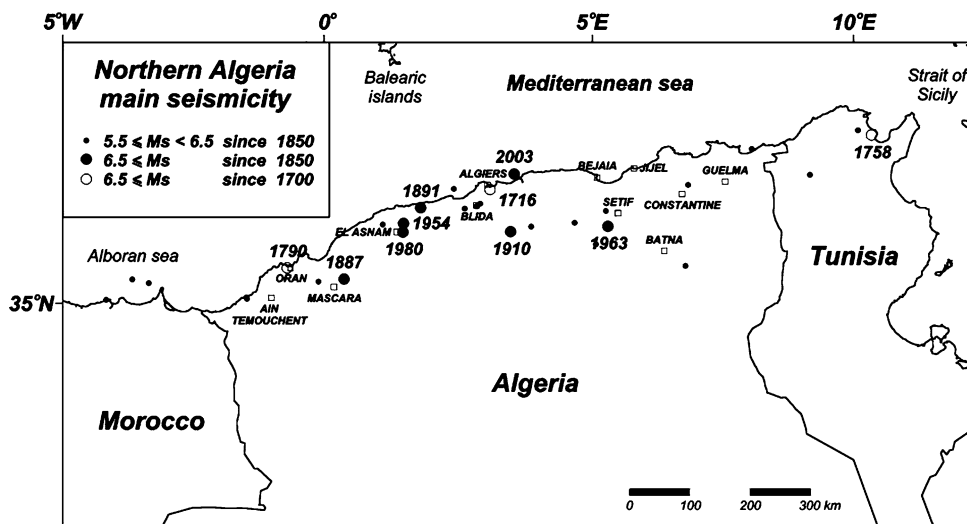 5°W
0°
5°E
10°E
Northern Algeria
main seismicity
5.5 ⩽ Ms < 6.5 since 1850
6.5 ⩽ Ms since 1850
6.5 ⩽ Ms since 1700
Balearic
islands
Mediterranean sea
Strait of
Sicily
1758
2003
ALGIERS
1716
BEJAIA
JIJEL
GUELMA
CONSTANTINE
1891
BLIDA
SETIF
EL ASNAM
1954
1980
1910
1963
BATNA
Alboran sea
1790
ORAN
1887
MASCARA
Tunisia
35°N
AIN
TEMOUCHENT
Algeria
Morocco
0 100 200 300 km